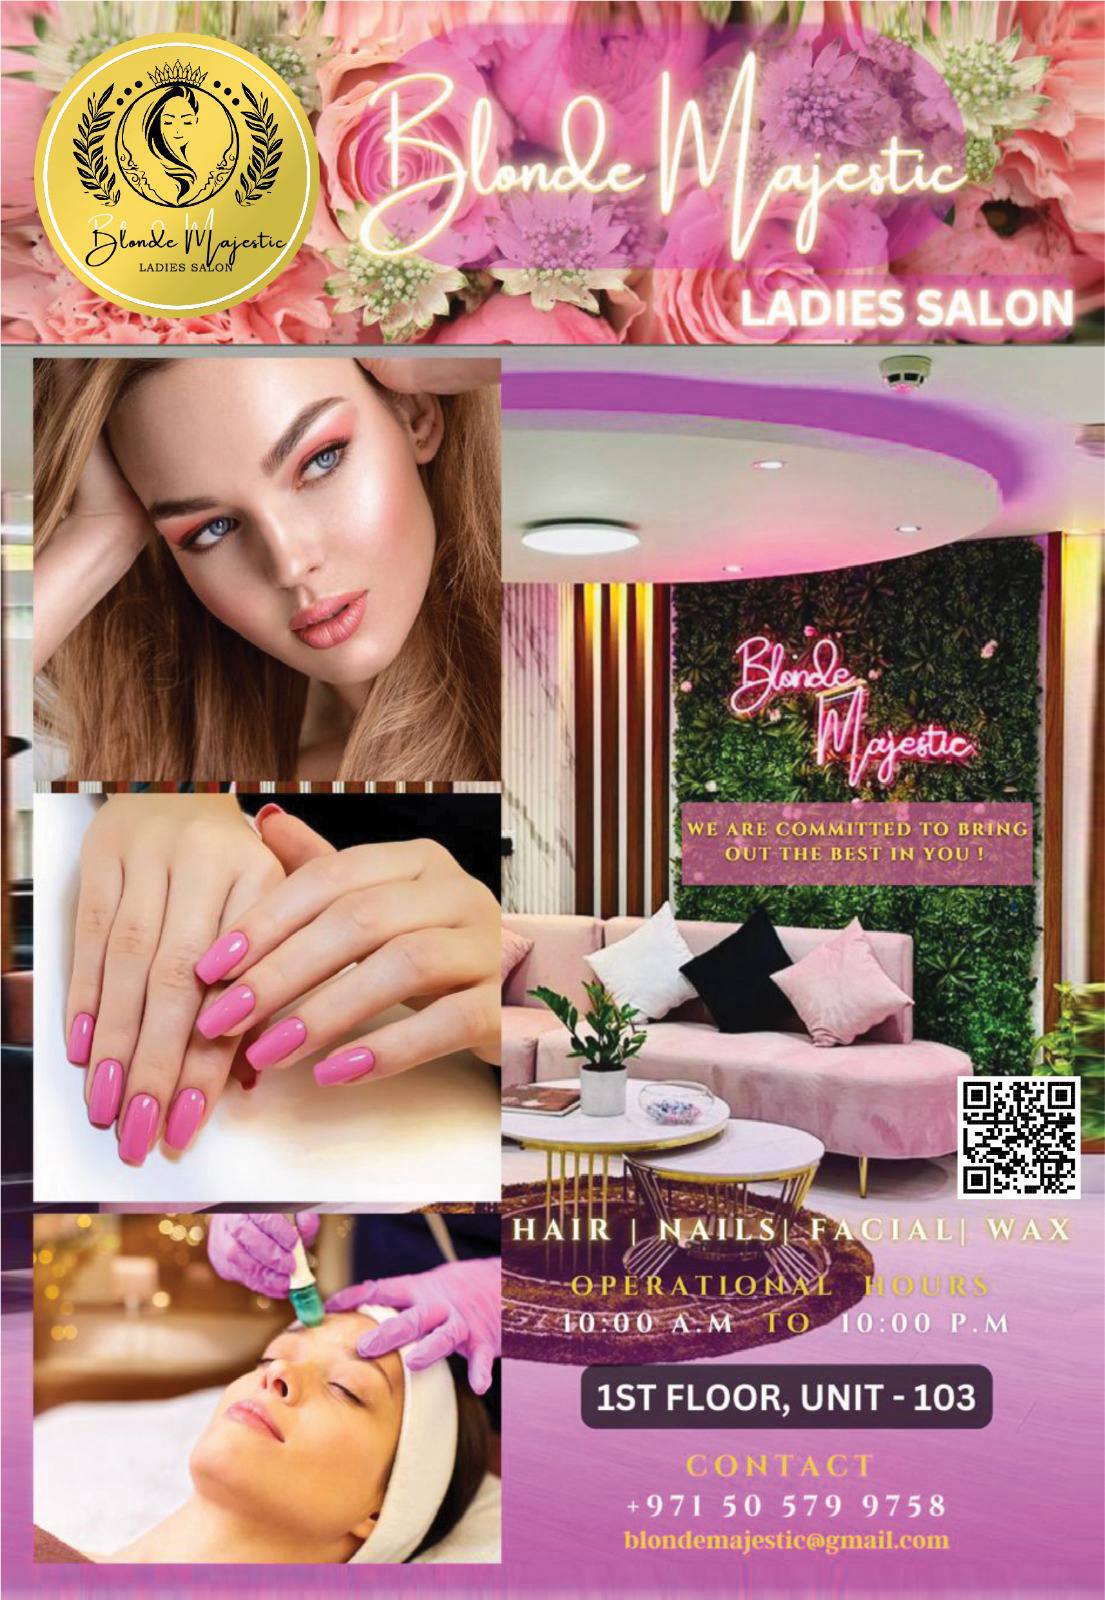 Blonde Majestic
LADIES SALON
Blonde Majestic
LADIES SALON
Blonde
Majestic
WE ARE COMMITTED TO BRING
OUT THE BEST IN YOU !
HAIR | NAILS| FACIAL| WAX
OPERATIONAL HOURS
10:00 A.M TO 10:00 P.M
1ST FLOOR, UNIT - 103
CONTACT
+971 50 579 9758
blondemajestic@gmail.com